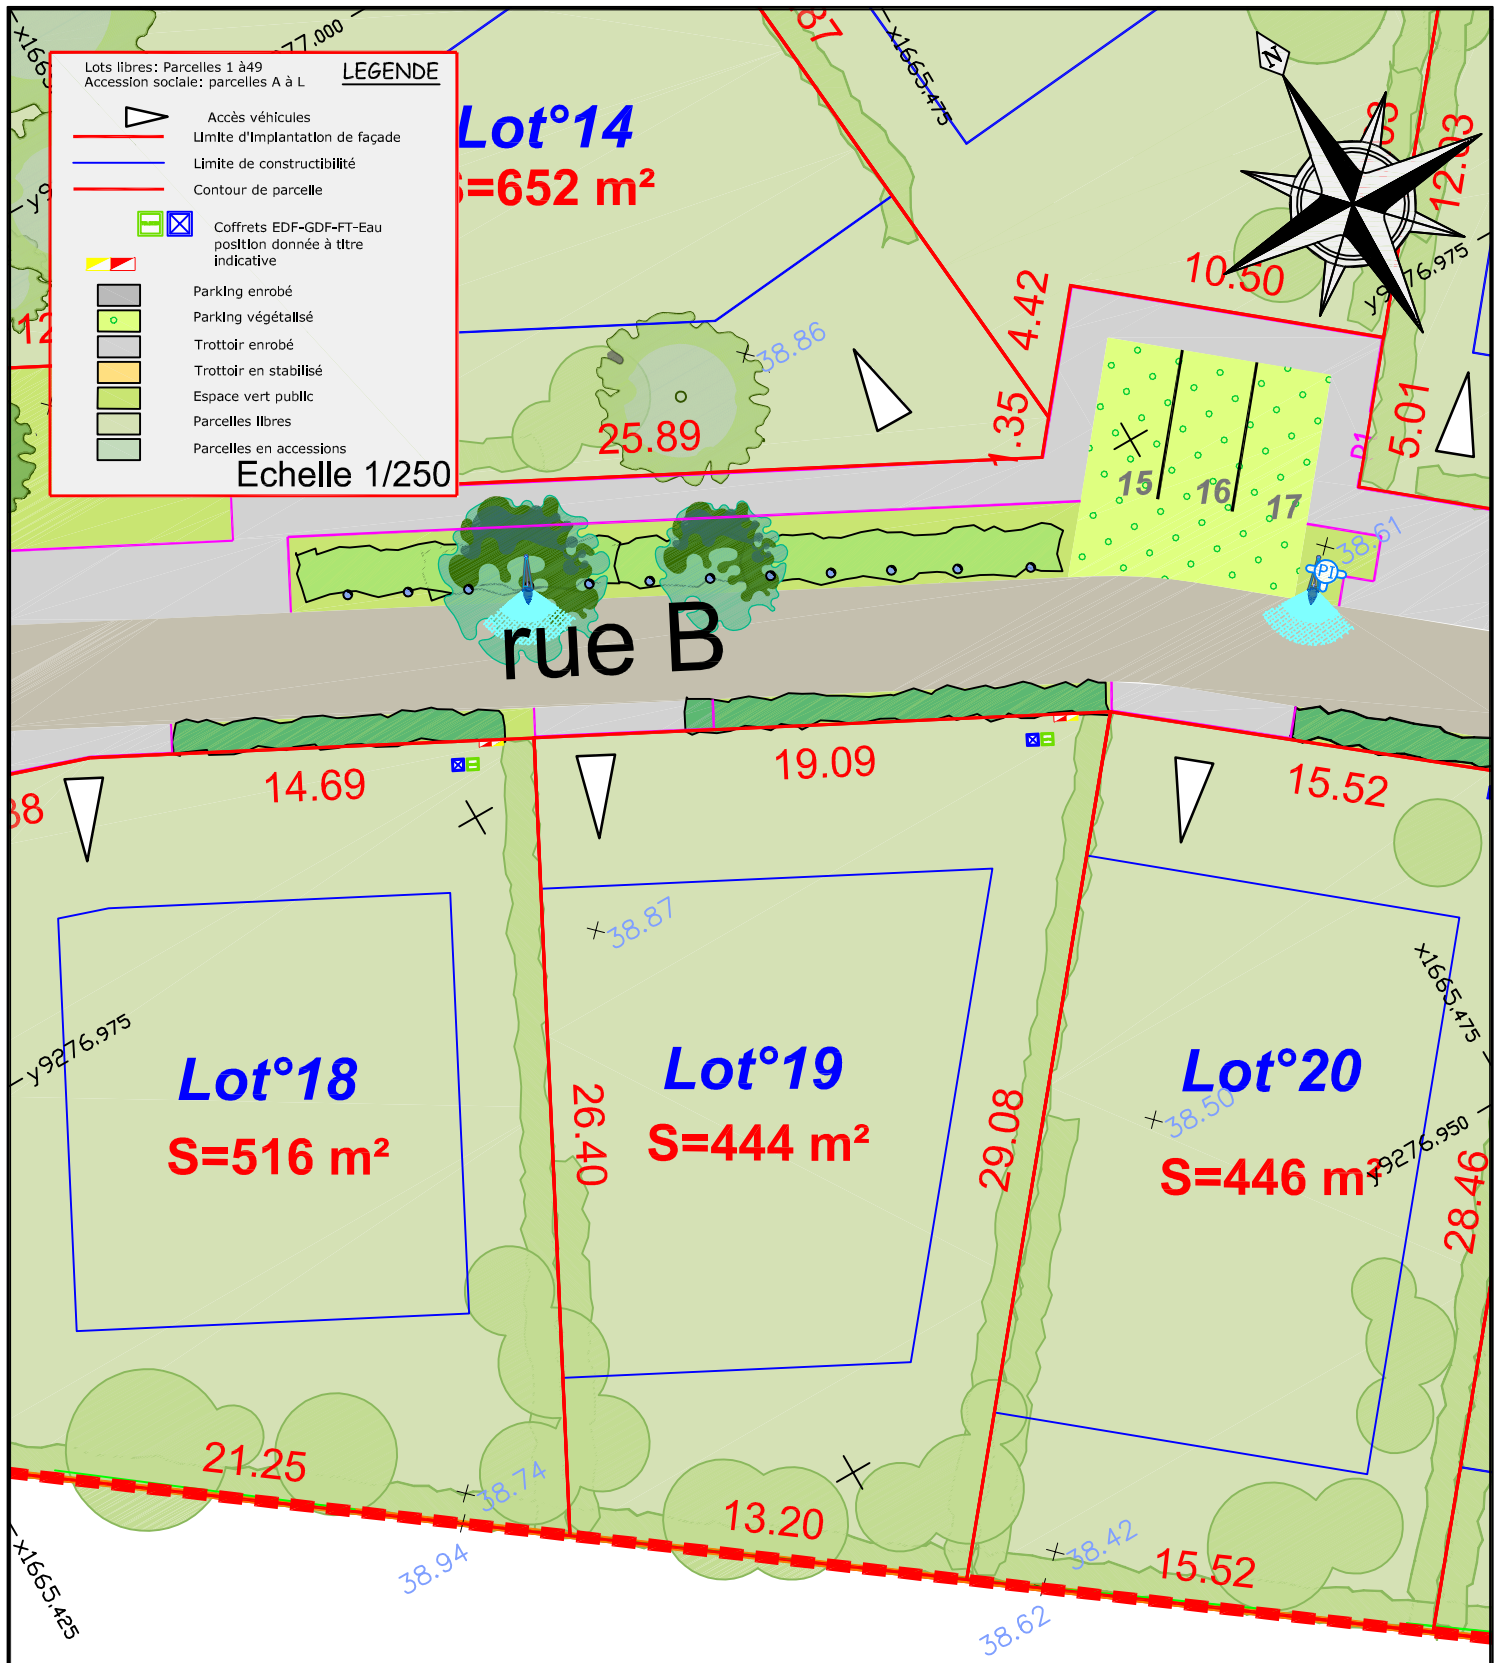 LEGENDE
Lots libres: Parcelles 1 à49
Accession sociale: parcelles A à L
Accès véhicules
Limite d'implantation de façade
Limite de constructibilité
Contour de parcelle
Coffrets EDF-GDF-FT-Eau
position donnée à titre
indicative
Parking enrobé
Parking végétalisé
Trottoir enrobé
Trottoir en stabilisé
Espace vert public
Parcelles libres
Parcelles en accessions
Echelle 1/250
Lot°14
=652 m²
x1665,475
N
12.03
y9276,975
10.50
4.42
1.35
38.86
25.89
5.01
D1
15
16
17
38.61
PI
rue B
14.69
19.09
15.52
38.87
x1665,475
y9276,975
Lot°18
S=516 m²
26.40
Lot°19
S=444 m²
29.08
Lot°20
38.50
S=446 m²
y9276,950
28.46
21.25
38.74
38.94
13.20
38.42
15.52
38.62
x1665,425